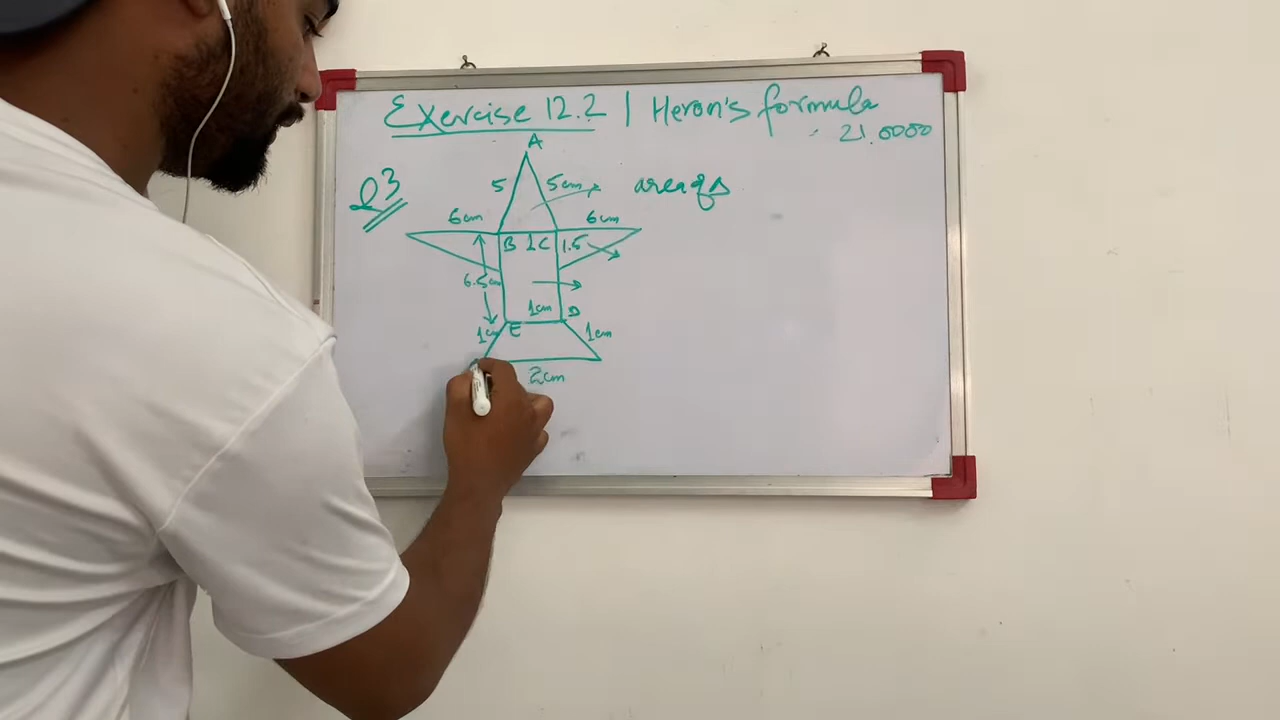 Exercise 12.2 | Heron's formula
21.0000
A
Q3
5
5cm
area of Δ
6cm
6cm
B 1 C 1.5
6.5cm
1cm D
1cm E
1cm
2cm